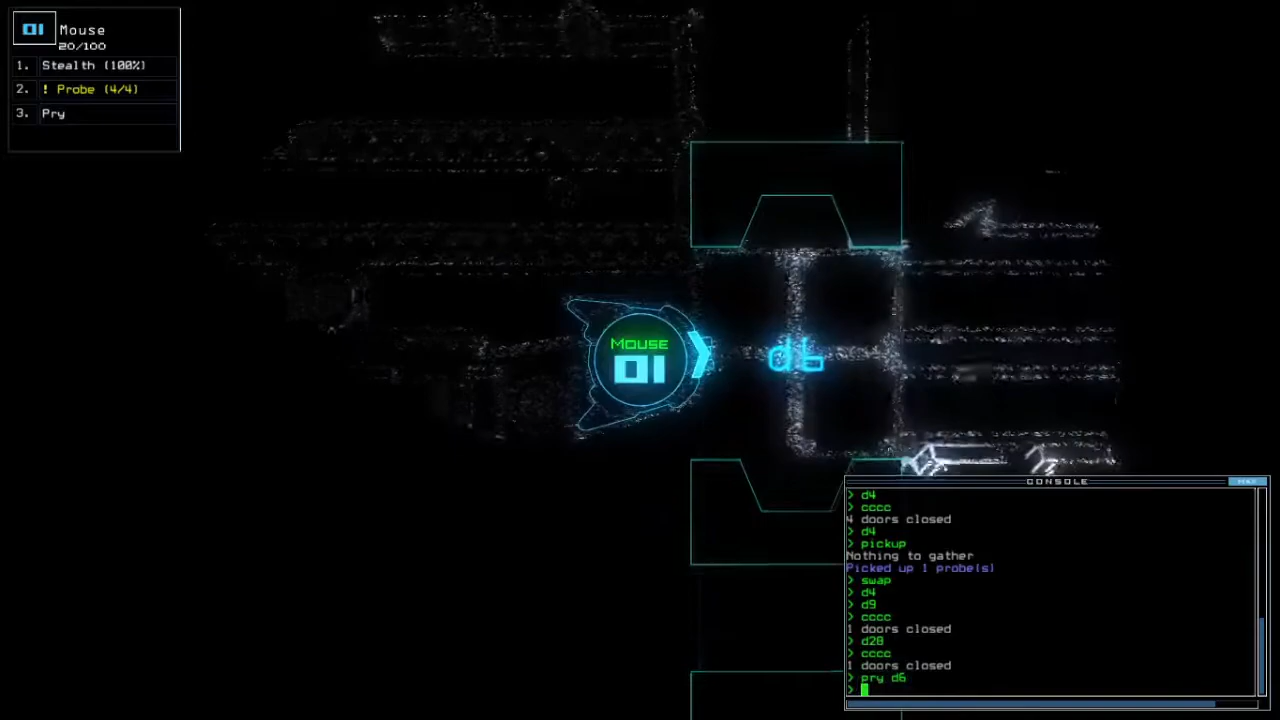 01 Mouse
20/100
1. Stealth (100%)
2. ! Probe (4/4)
3. Pry
Mouse
01
d6
CONSOLE
> d4
> cccc
4 doors closed
> d4
> pickup
Nothing to gather
Picked up 1 probe(s)
> swap
> d4
> d9
> cccc
1 doors closed
> d28
> cccc
1 doors closed
> pry d6
>